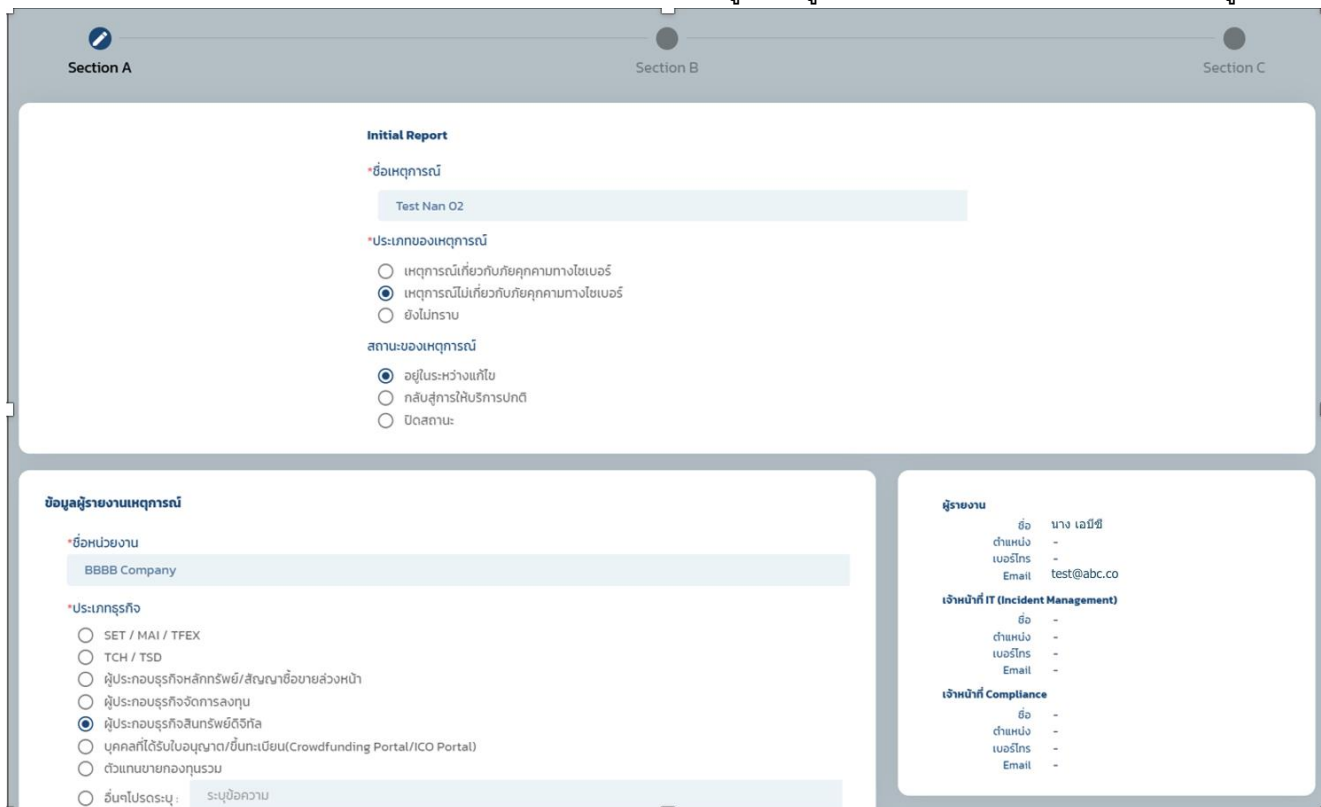 Section A
Section B
Section C
Initial Report
*ชื่อเหตุการณ์
Test Nan 02
*ประเภทของเหตุการณ์
เหตุการณ์เกี่ยวกับภัยคุกคามทางไซเบอร์
เหตุการณ์ไม่เกี่ยวกับภัยคุกคามทางไซเบอร์
ยังไม่ทราบ
สถานะของเหตุการณ์
อยู่ในระหว่างแก้ไข
กลับสู่การให้บริการปกติ
ปิดสถานะ
ข้อมูลผู้รายงานเหตุการณ์
*ชื่อหน่วยงาน
BBBB Company
*ประเภทธุรกิจ
SET / MAI / TFEX
TCH / TSD
ผู้ประกอบธุรกิจหลักทรัพย์/สัญญาซื้อขายล่วงหน้า
ผู้ประกอบธุรกิจจัดการลงทุน
ผู้ประกอบธุรกิจสินทรัพย์ดิจิทัล
บุคคลที่ได้รับใบอนุญาต/ขึ้นทะเบียน(Crowdfunding Portal/ICO Portal)
ตัวแทนขายกองทุนรวม
อื่นๆโปรดระบุ : ระบุข้อความ
ผู้รายงาน
ชื่อ นาง เอบีซี
ตำแหน่ง -
เบอร์โทร -
Email test@abc.co
เจ้าหน้าที่ IT (Incident Management)
ชื่อ -
ตำแหน่ง -
เบอร์โทร -
Email -
เจ้าหน้าที่ Compliance
ชื่อ -
ตำแหน่ง -
เบอร์โทร -
Email -